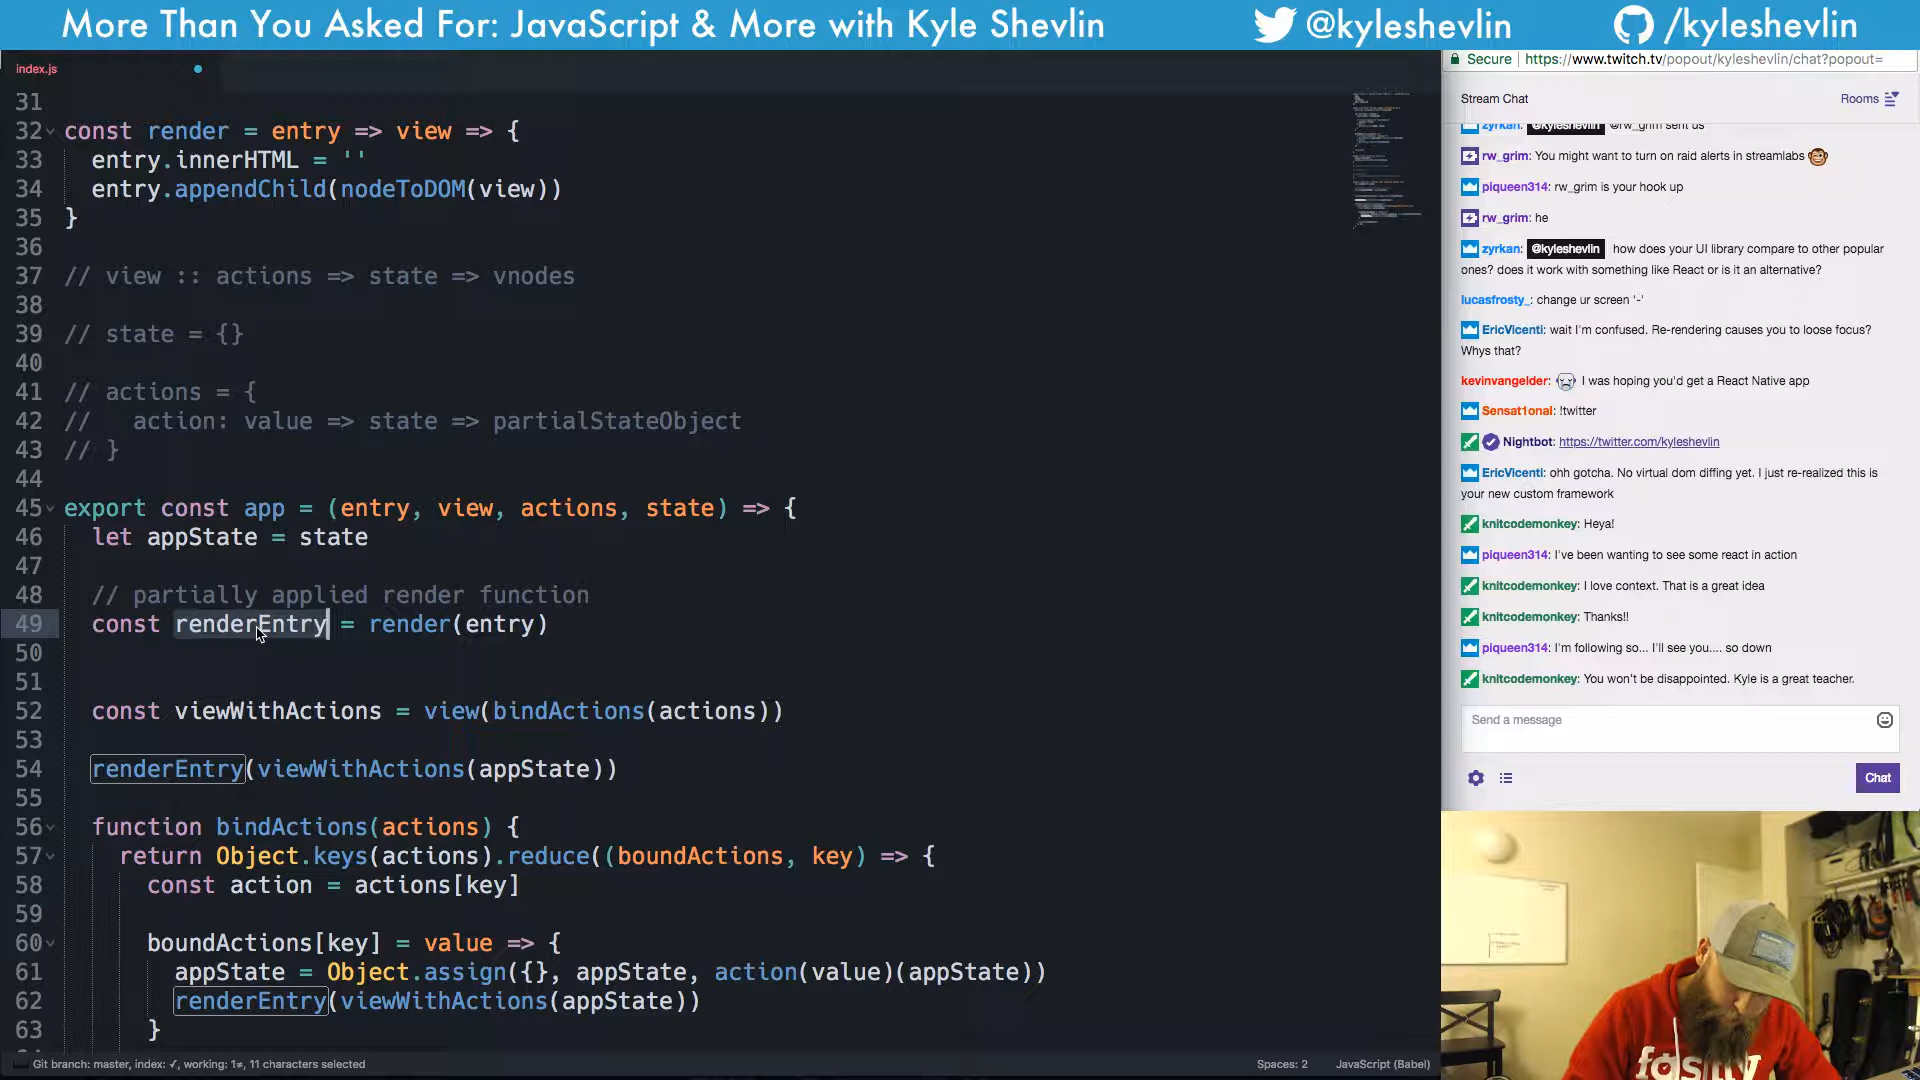 More Than You Asked For: JavaScript & More with Kyle Shevlin
@kyleshevlin
/kyleshevlin
index.js
31
32 const render = entry => view => {
33 entry.innerHTML = ''
34 entry.appendChild(nodeToDOM(view))
35 }
36
37 // view :: actions => state => vnodes
38
39 // state = {}
40
41 // actions = {
42 //   action: value => state => partialStateObject
43 // }
44
45 export const app = (entry, view, actions, state) => {
46 let appState = state
47
48 // partially applied render function
49 const renderEntry = render(entry)
50
51
52 const viewWithActions = view(bindActions(actions))
53
54 renderEntry(viewWithActions(appState))
55
56 function bindActions(actions) {
57 return Object.keys(actions).reduce((boundActions, key) => {
58 const action = actions[key]
59
60 boundActions[key] = value => {
61 appState = Object.assign({}, appState, action(value)(appState))
62 renderEntry(viewWithActions(appState))
63 }
Git branch: master, index: ✓, working: 1≠, 11 characters selected
Spaces: 2
JavaScript (Babel)
Secure
https://www.twitch.tv/popout/kyleshevlin/chat?popout=
Stream Chat
Rooms
zyrkan: @kyleshevlin @rw_grim sent us
rw_grim: You might want to turn on raid alerts in streamlabs
piqueen314: rw_grim is your hook up
rw_grim: he
zyrkan: @kyleshevlin how does your UI library compare to other popular
ones? does it work with something like React or is it an alternative?
lucasfrosty_: change ur screen '-'
EricVicenti: wait I'm confused. Re-rendering causes you to loose focus?
Whys that?
kevinvangelder: I was hoping you'd get a React Native app
Sensat1onal: !twitter
Nightbot: https://twitter.com/kyleshevlin
EricVicenti: ohh gotcha. No virtual dom diffing yet. I just re-realized this is
your new custom framework
knitcodemonkey: Heya!
piqueen314: I've been wanting to see some react in action
knitcodemonkey: I love context. That is a great idea
knitcodemonkey: Thanks!!
piqueen314: I'm following so... I'll see you.... so down
knitcodemonkey: You won't be disappointed. Kyle is a great teacher.
Send a message
Chat